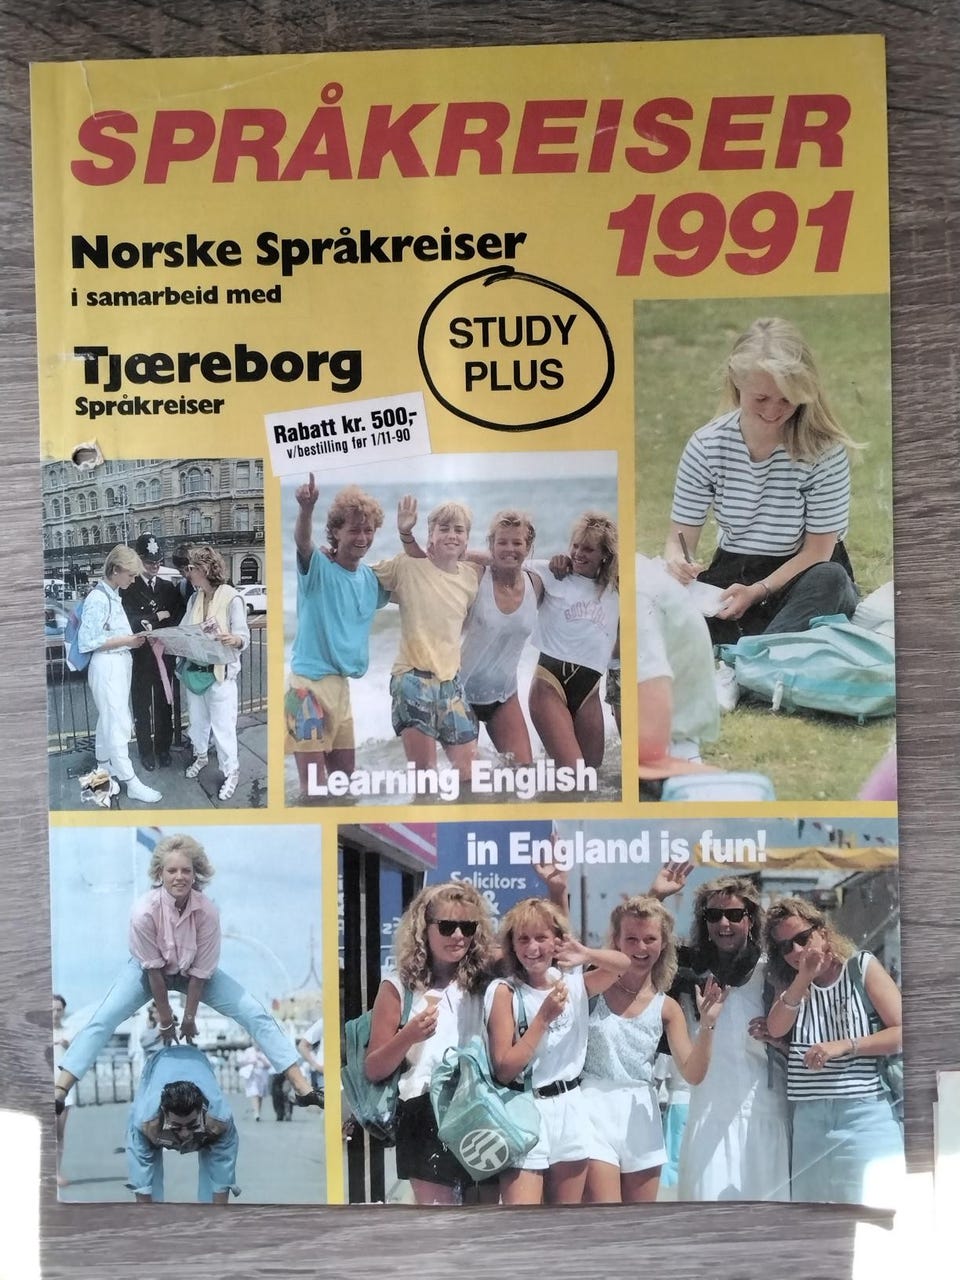 SPRÅKREISER
1991
Norske Språkreiser
i samarbeid med
Tjæreborg
Språkreiser
STUDY
PLUS
Rabatt kr. 500,-
v/bestilling før 1/11-90
Learning English
in England is fun!
Solicitors
&